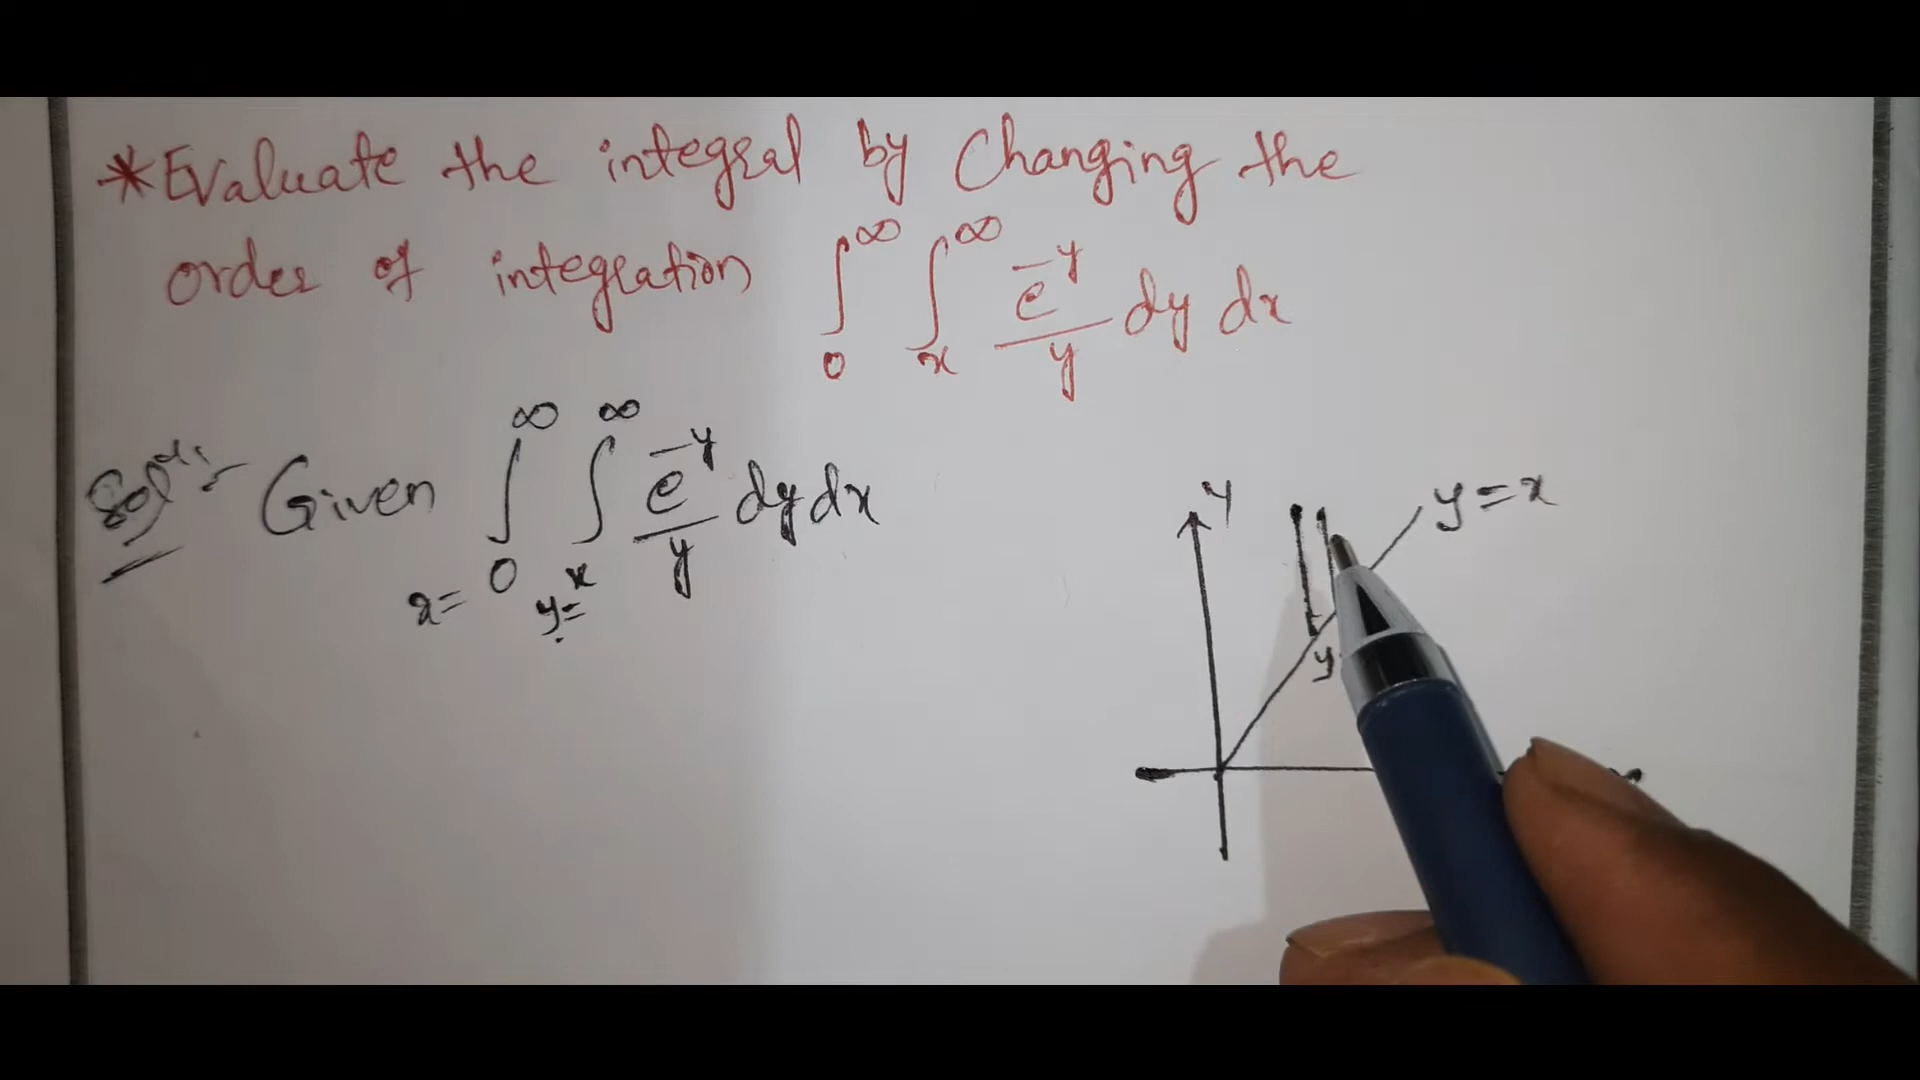 *Evaluate the integral by Changing the
order of integration ∫₀^∞ ∫ₓ^∞ e^{-y}/y dy dx
Solⁿ:- Given ∫_{x=0}^∞ ∫_{y=x}^∞ e^{-y}/y dy dx
y
y=x
y